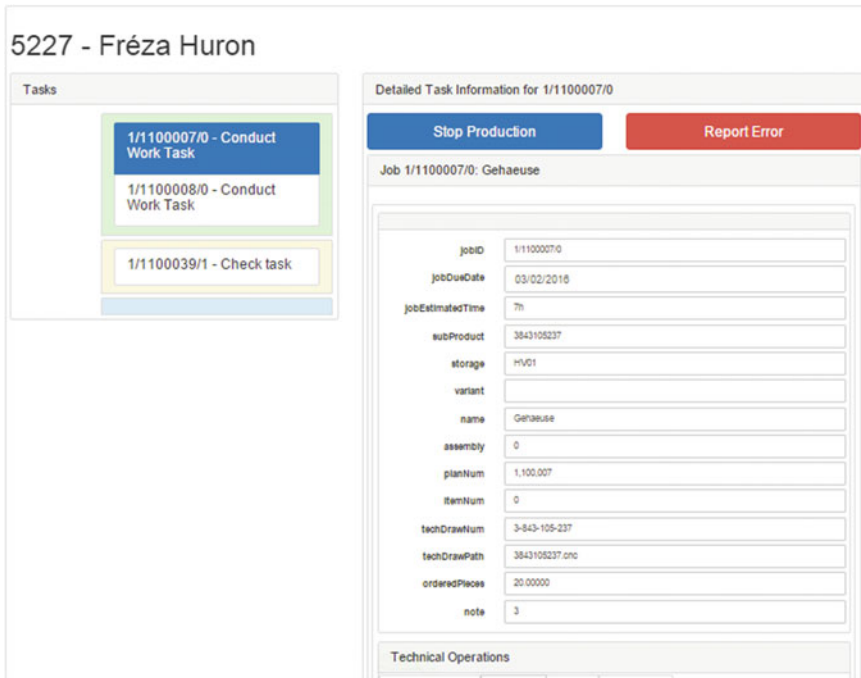 5227 - Fréza Huron
Tasks
1/1100007/0 - Conduct
Work Task
1/1100008/0 - Conduct
Work Task
1/1100039/1 - Check task
Detailed Task Information for 1/1100007/0
Stop Production
Report Error
Job 1/1100007/0: Gehaeuse
jobID 1/1100007/0
jobDueDate 03/02/2016
jobEstimatedTime 7h
subProduct 3843105237
storage HV01
variant
name Gehaeuse
assembly 0
planNum 1,100,007
itemNum 0
techDrawNum 3-843-105-237
techDrawPath 3843105237.cnc
orderedPieces 20.00000
note 3
Technical Operations